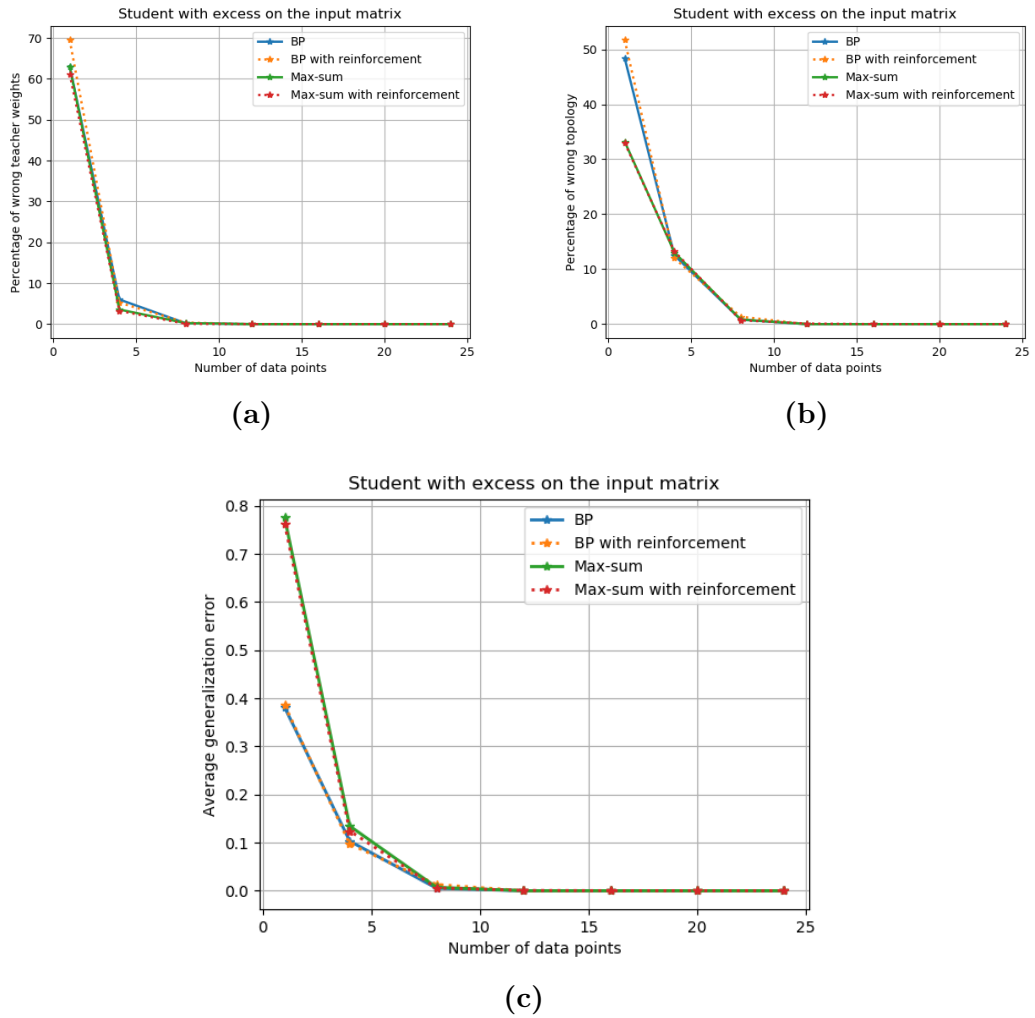 Student with excess on the input matrix
Percentage of wrong teacher weights
70
60
50
40
30
20
10
0
BP
BP with reinforcement
Max-sum
Max-sum with reinforcement
0 5 10 15 20 25
Number of data points
(a)
Student with excess on the input matrix
Percentage of wrong topology
50
40
30
20
10
0
BP
BP with reinforcement
Max-sum
Max-sum with reinforcement
0 5 10 15 20 25
Number of data points
(b)
Student with excess on the input matrix
Average generalization error
0.8
0.7
0.6
0.5
0.4
0.3
0.2
0.1
0.0
BP
BP with reinforcement
Max-sum
Max-sum with reinforcement
0 5 10 15 20 25
Number of data points
(c)